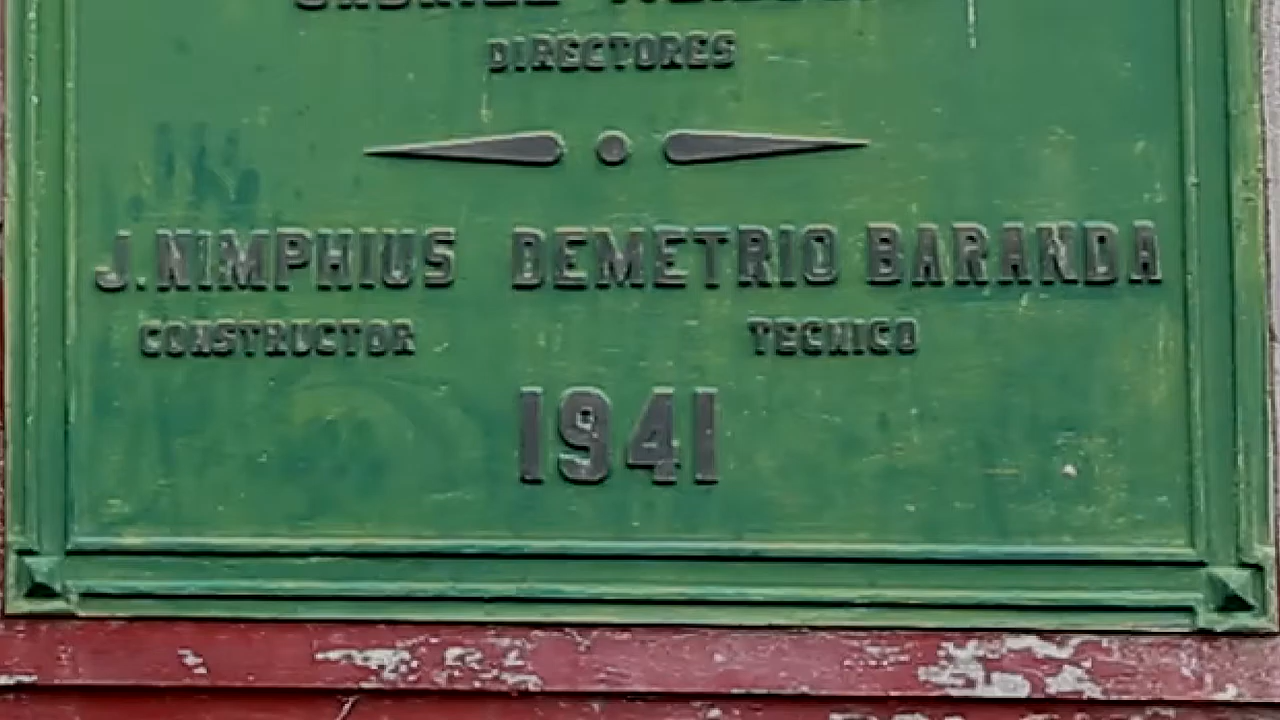 DIRECTORES
J. NIMPHIUS DEMETRIO BARANDA
CONSTRUCTOR TECNICO
1941